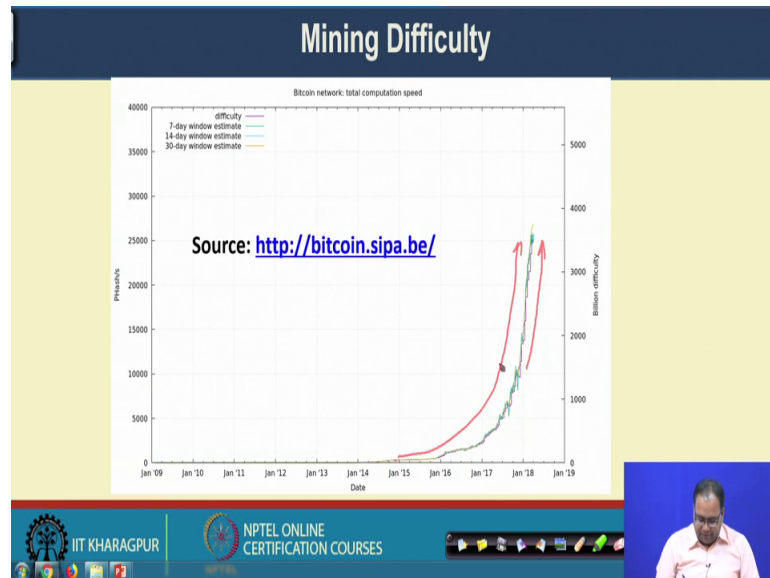 Mining Difficulty
Bitcoin network: total computation speed
difficulty
7-day window estimate
14-day window estimate
30-day window estimate
40000
35000
30000
25000
20000
15000
10000
5000
0
PHash/s
5000
4000
3000
2000
1000
0
Billion difficulty
Source: http://bitcoin.sipa.be/
Jan '09 Jan '10 Jan '11 Jan '12 Jan '13 Jan '14 Jan '15 Jan '16 Jan '17 Jan '18 Jan '19
Date
IIT KHARAGPUR
NPTEL ONLINE
CERTIFICATION COURSES
NPTEL